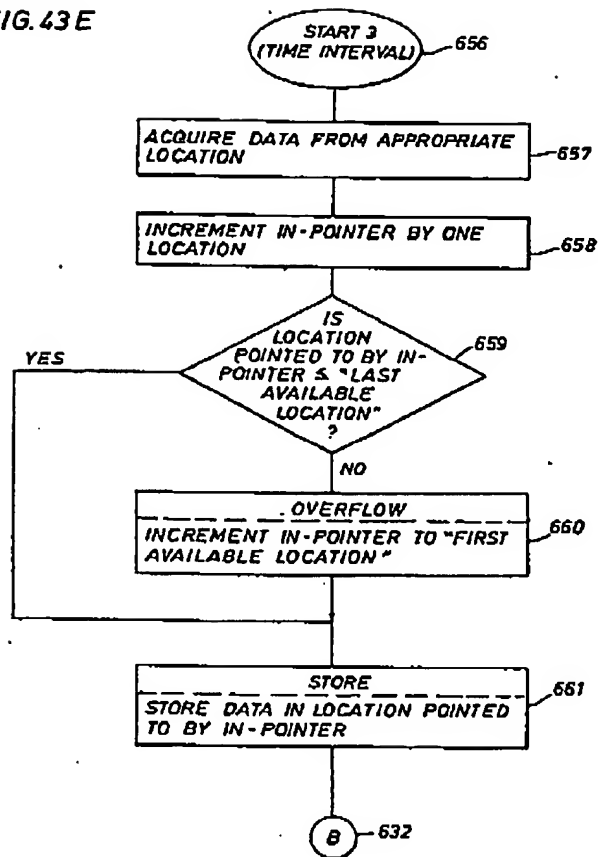 FIG. 43E
START 3
(TIME INTERVAL)
656
ACQUIRE DATA FROM APPROPRIATE
LOCATION
657
INCREMENT IN-POINTER BY ONE
LOCATION
658
IS
LOCATION
POINTED TO BY IN-
POINTER ≤ "LAST
AVAILABLE
LOCATION"
?
659
YES
NO
OVERFLOW
INCREMENT IN-POINTER TO "FIRST
AVAILABLE LOCATION"
660
STORE
STORE DATA IN LOCATION POINTED
TO BY IN-POINTER
661
B
632